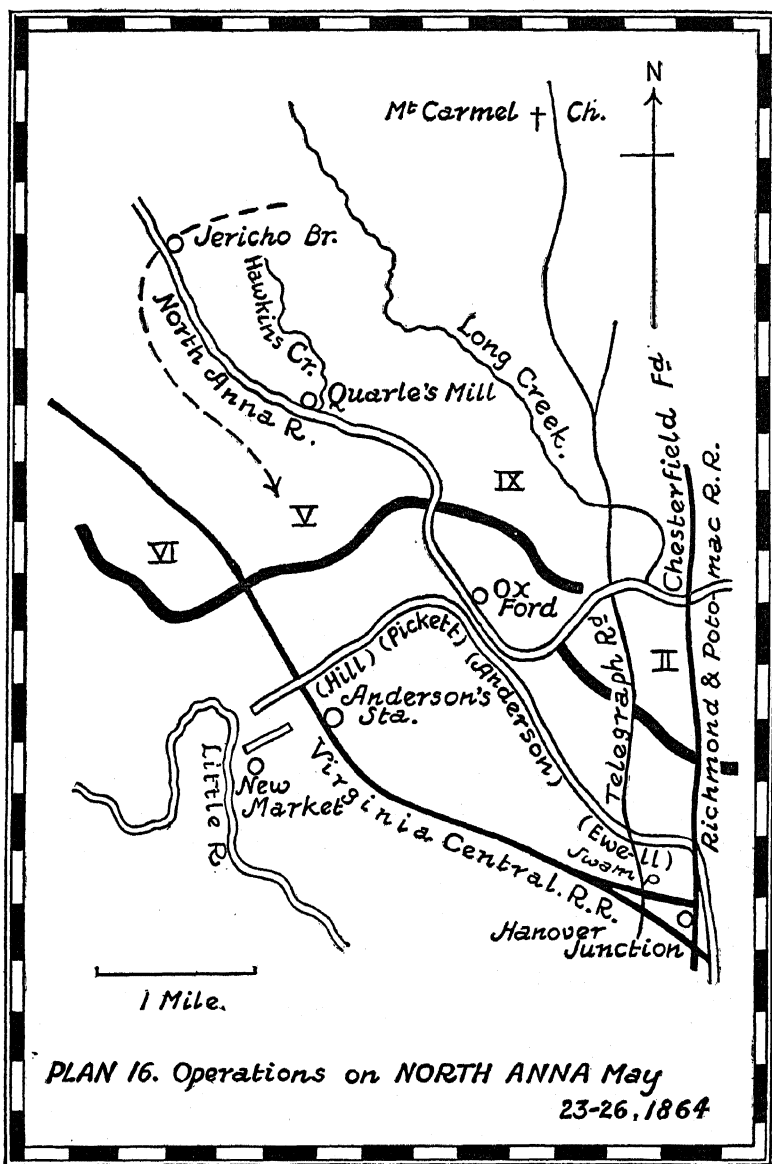 N
Mt Carmel † Ch.
Jericho Br.
Hawkins Cr.
North Anna R.
Long Creek.
Quarle's Mill
Chesterfield Fd
IX
V
VI
Richmond & Potomac R.R.
Ox
Ford
II
Telegraph Rd
(Hill) (Pickett) (Anderson)
Anderson's
Sta.
Little R.
New
Market
Virginia Central. R.R.
(Ewell)
Swamp
Hanover
Junction
1 Mile.
PLAN 16. Operations on NORTH ANNA May
23-26, 1864